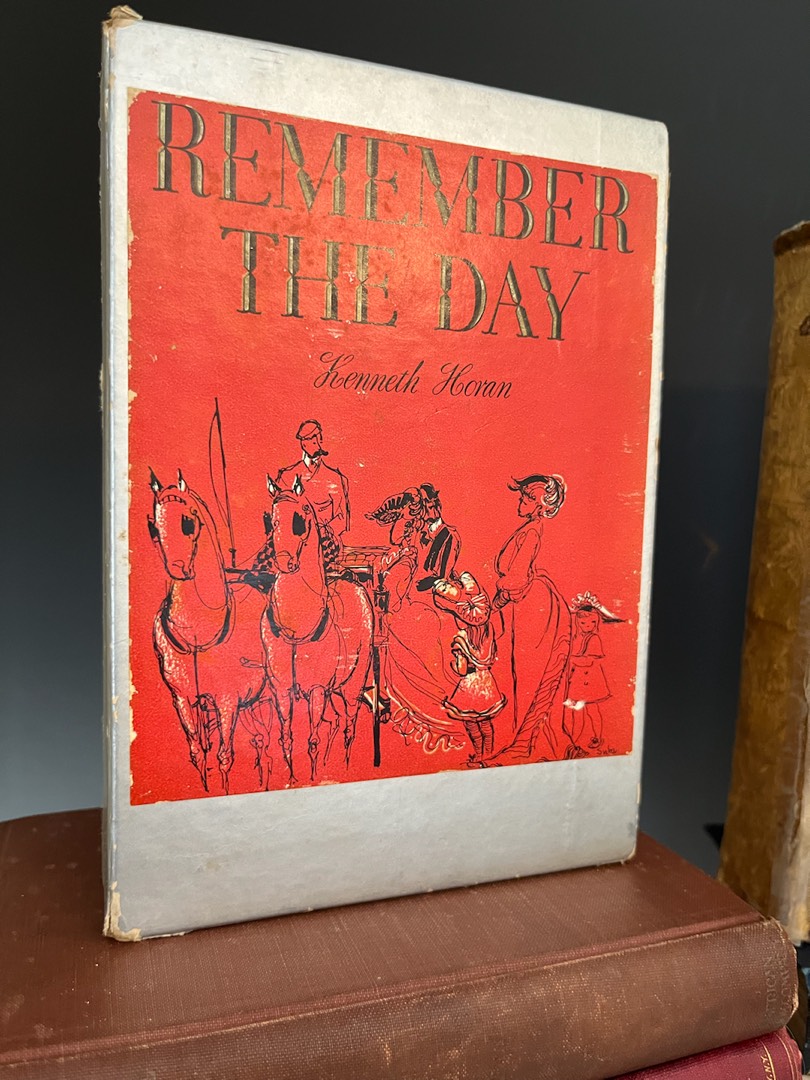 REMEMBER
THE DAY
Kenneth Horan